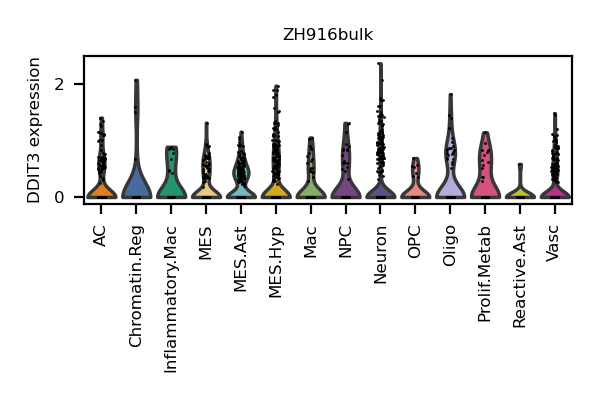 ZH916bulk
DDIT3 expression
2
0
AC
Chromatin.Reg
Inflammatory.Mac
MES
MES.Ast
MES.Hyp
Mac
NPC
Neuron
OPC
Oligo
Prolif.Metab
Reactive.Ast
Vasc